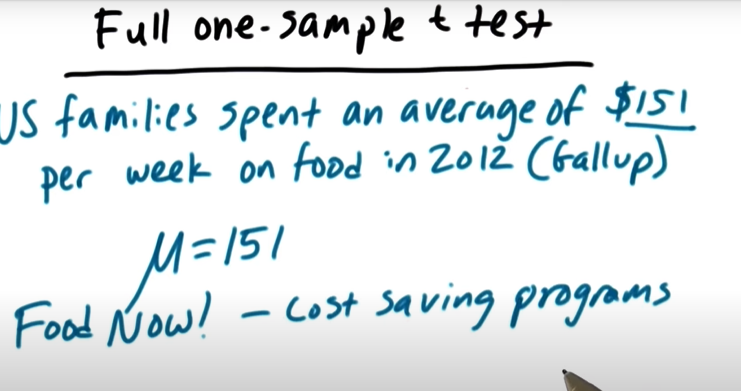 Full one-sample t test
US families spent an average of $151
per week on food in 2012 (Gallup)
μ=151
Food Now! - cost saving programs